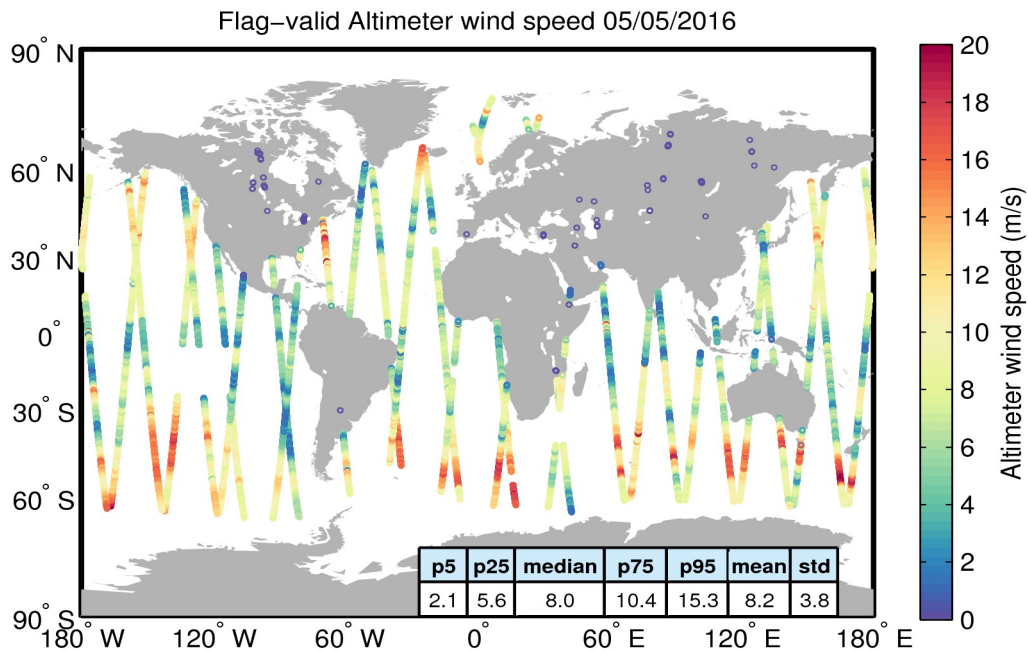 Flag−valid Altimeter wind speed 05/05/2016
90° N
60° N
30° N
0°
30° S
60° S
90° S
180° W
120° W
60° W
0°
60° E
120° E
180° E
p5 p25 median p75 p95 mean std
2.1 5.6 8.0 10.4 15.3 8.2 3.8
20
18
16
14
12
10
8
6
4
2
0
Altimeter wind speed (m/s)